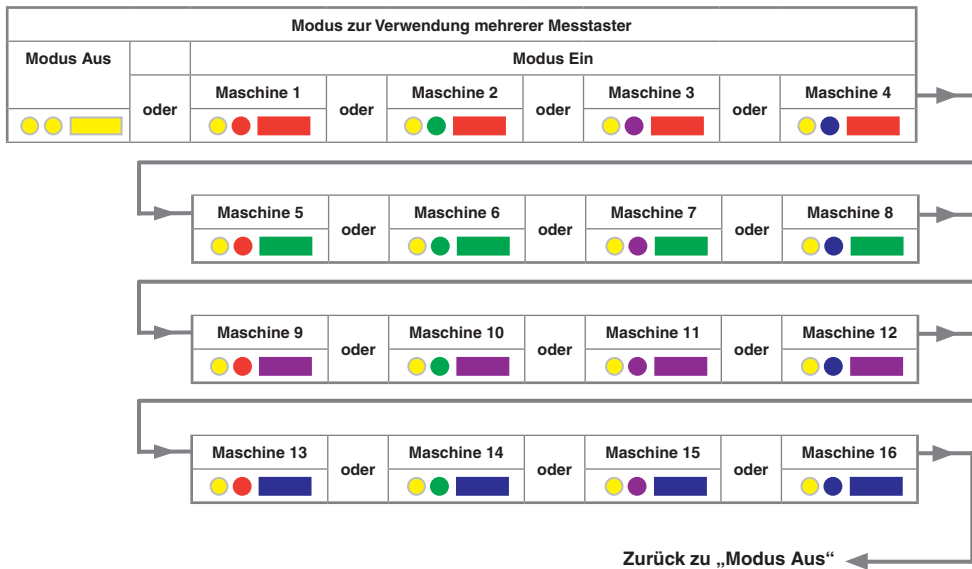 Modus zur Verwendung mehrerer Messtaster
Modus Aus
Modus Ein
oder
Maschine 1
oder
Maschine 2
oder
Maschine 3
oder
Maschine 4
Maschine 5
oder
Maschine 6
oder
Maschine 7
oder
Maschine 8
Maschine 9
oder
Maschine 10
oder
Maschine 11
oder
Maschine 12
Maschine 13
oder
Maschine 14
oder
Maschine 15
oder
Maschine 16
Zurück zu „Modus Aus“